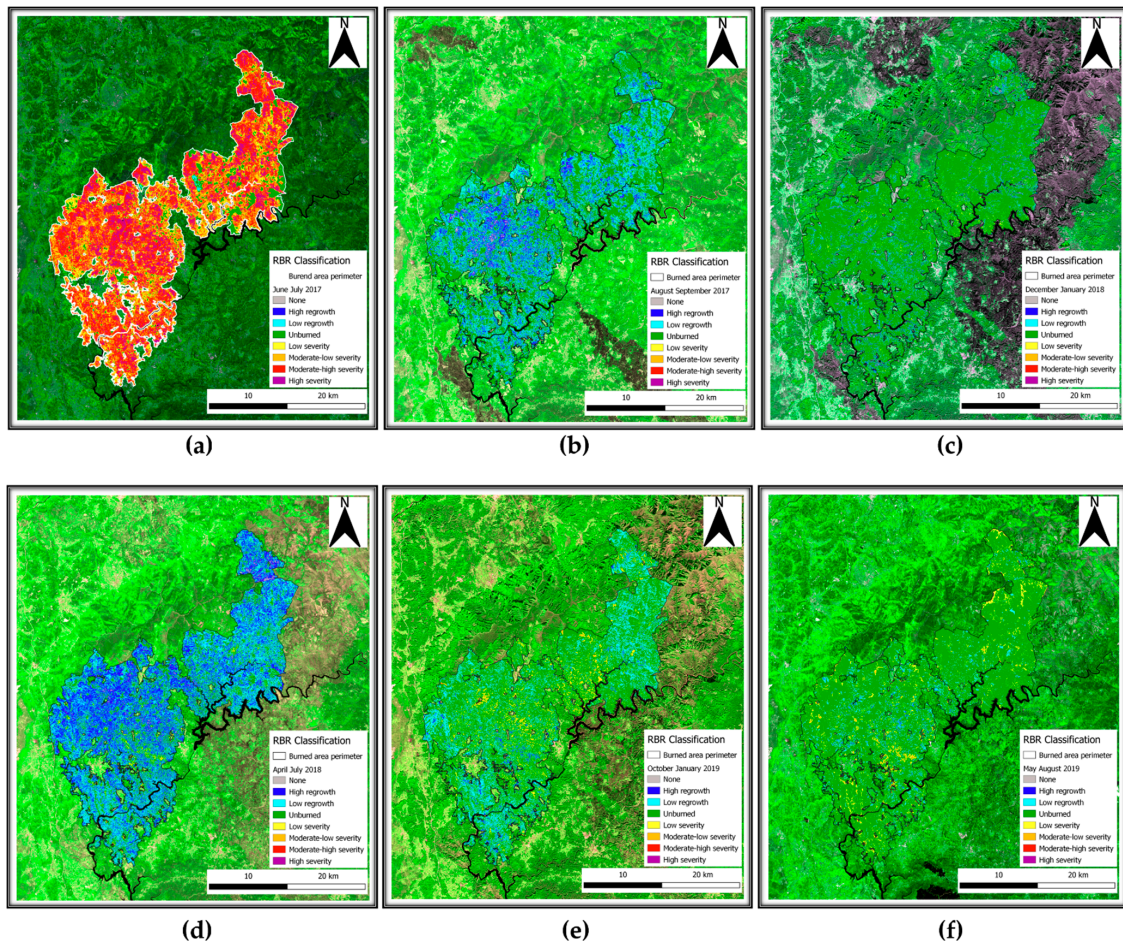 N
RBR Classification
Burend area perimeter
June July 2017
None
High regrowth
Low regrowth
Unburned
Low severity
Moderate-low severity
Moderate-high severity
High severity
10 20 km
(a)
N
RBR Classification
Burned area perimeter
August September 2017
None
High regrowth
Low regrowth
Unburned
Low severity
Moderate-low severity
Moderate-high severity
High severity
10 20 km
(b)
N
RBR Classification
Burned area perimeter
December January 2018
None
High regrowth
Low regrowth
Unburned
Low severity
Moderate-low severity
Moderate-high severity
High severity
10 20 km
(c)
N
RBR Classification
Burned area perimeter
April July 2018
None
High regrowth
Low regrowth
Unburned
Low severity
Moderate-low severity
Moderate-high severity
High severity
10 20 km
(d)
N
RBR Classification
Burned area perimeter
October January 2019
None
High regrowth
Low regrowth
Unburned
Low severity
Moderate-low severity
Moderate-high severity
High severity
10 20 km
(e)
N
RBR Classification
Burned area perimeter
May August 2019
None
High regrowth
Low regrowth
Unburned
Low severity
Moderate-low severity
Moderate-high severity
High severity
10 20 km
(f)